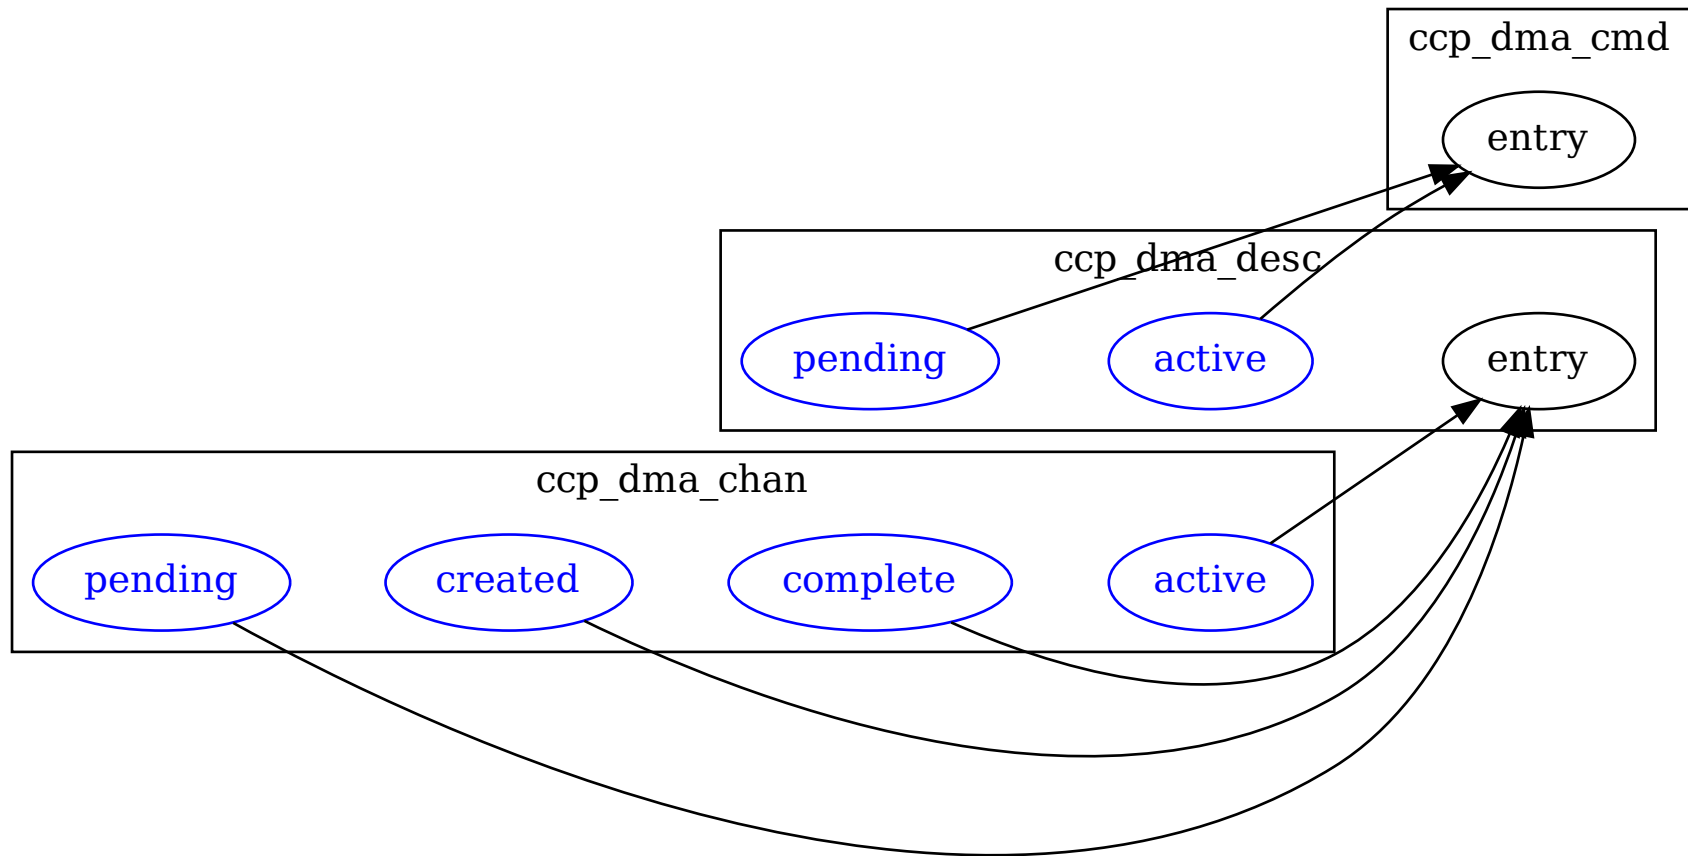 ccp_dma_cmd
entry
ccp_dma_desc
pending
active
entry
ccp_dma_chan
pending
created
complete
active